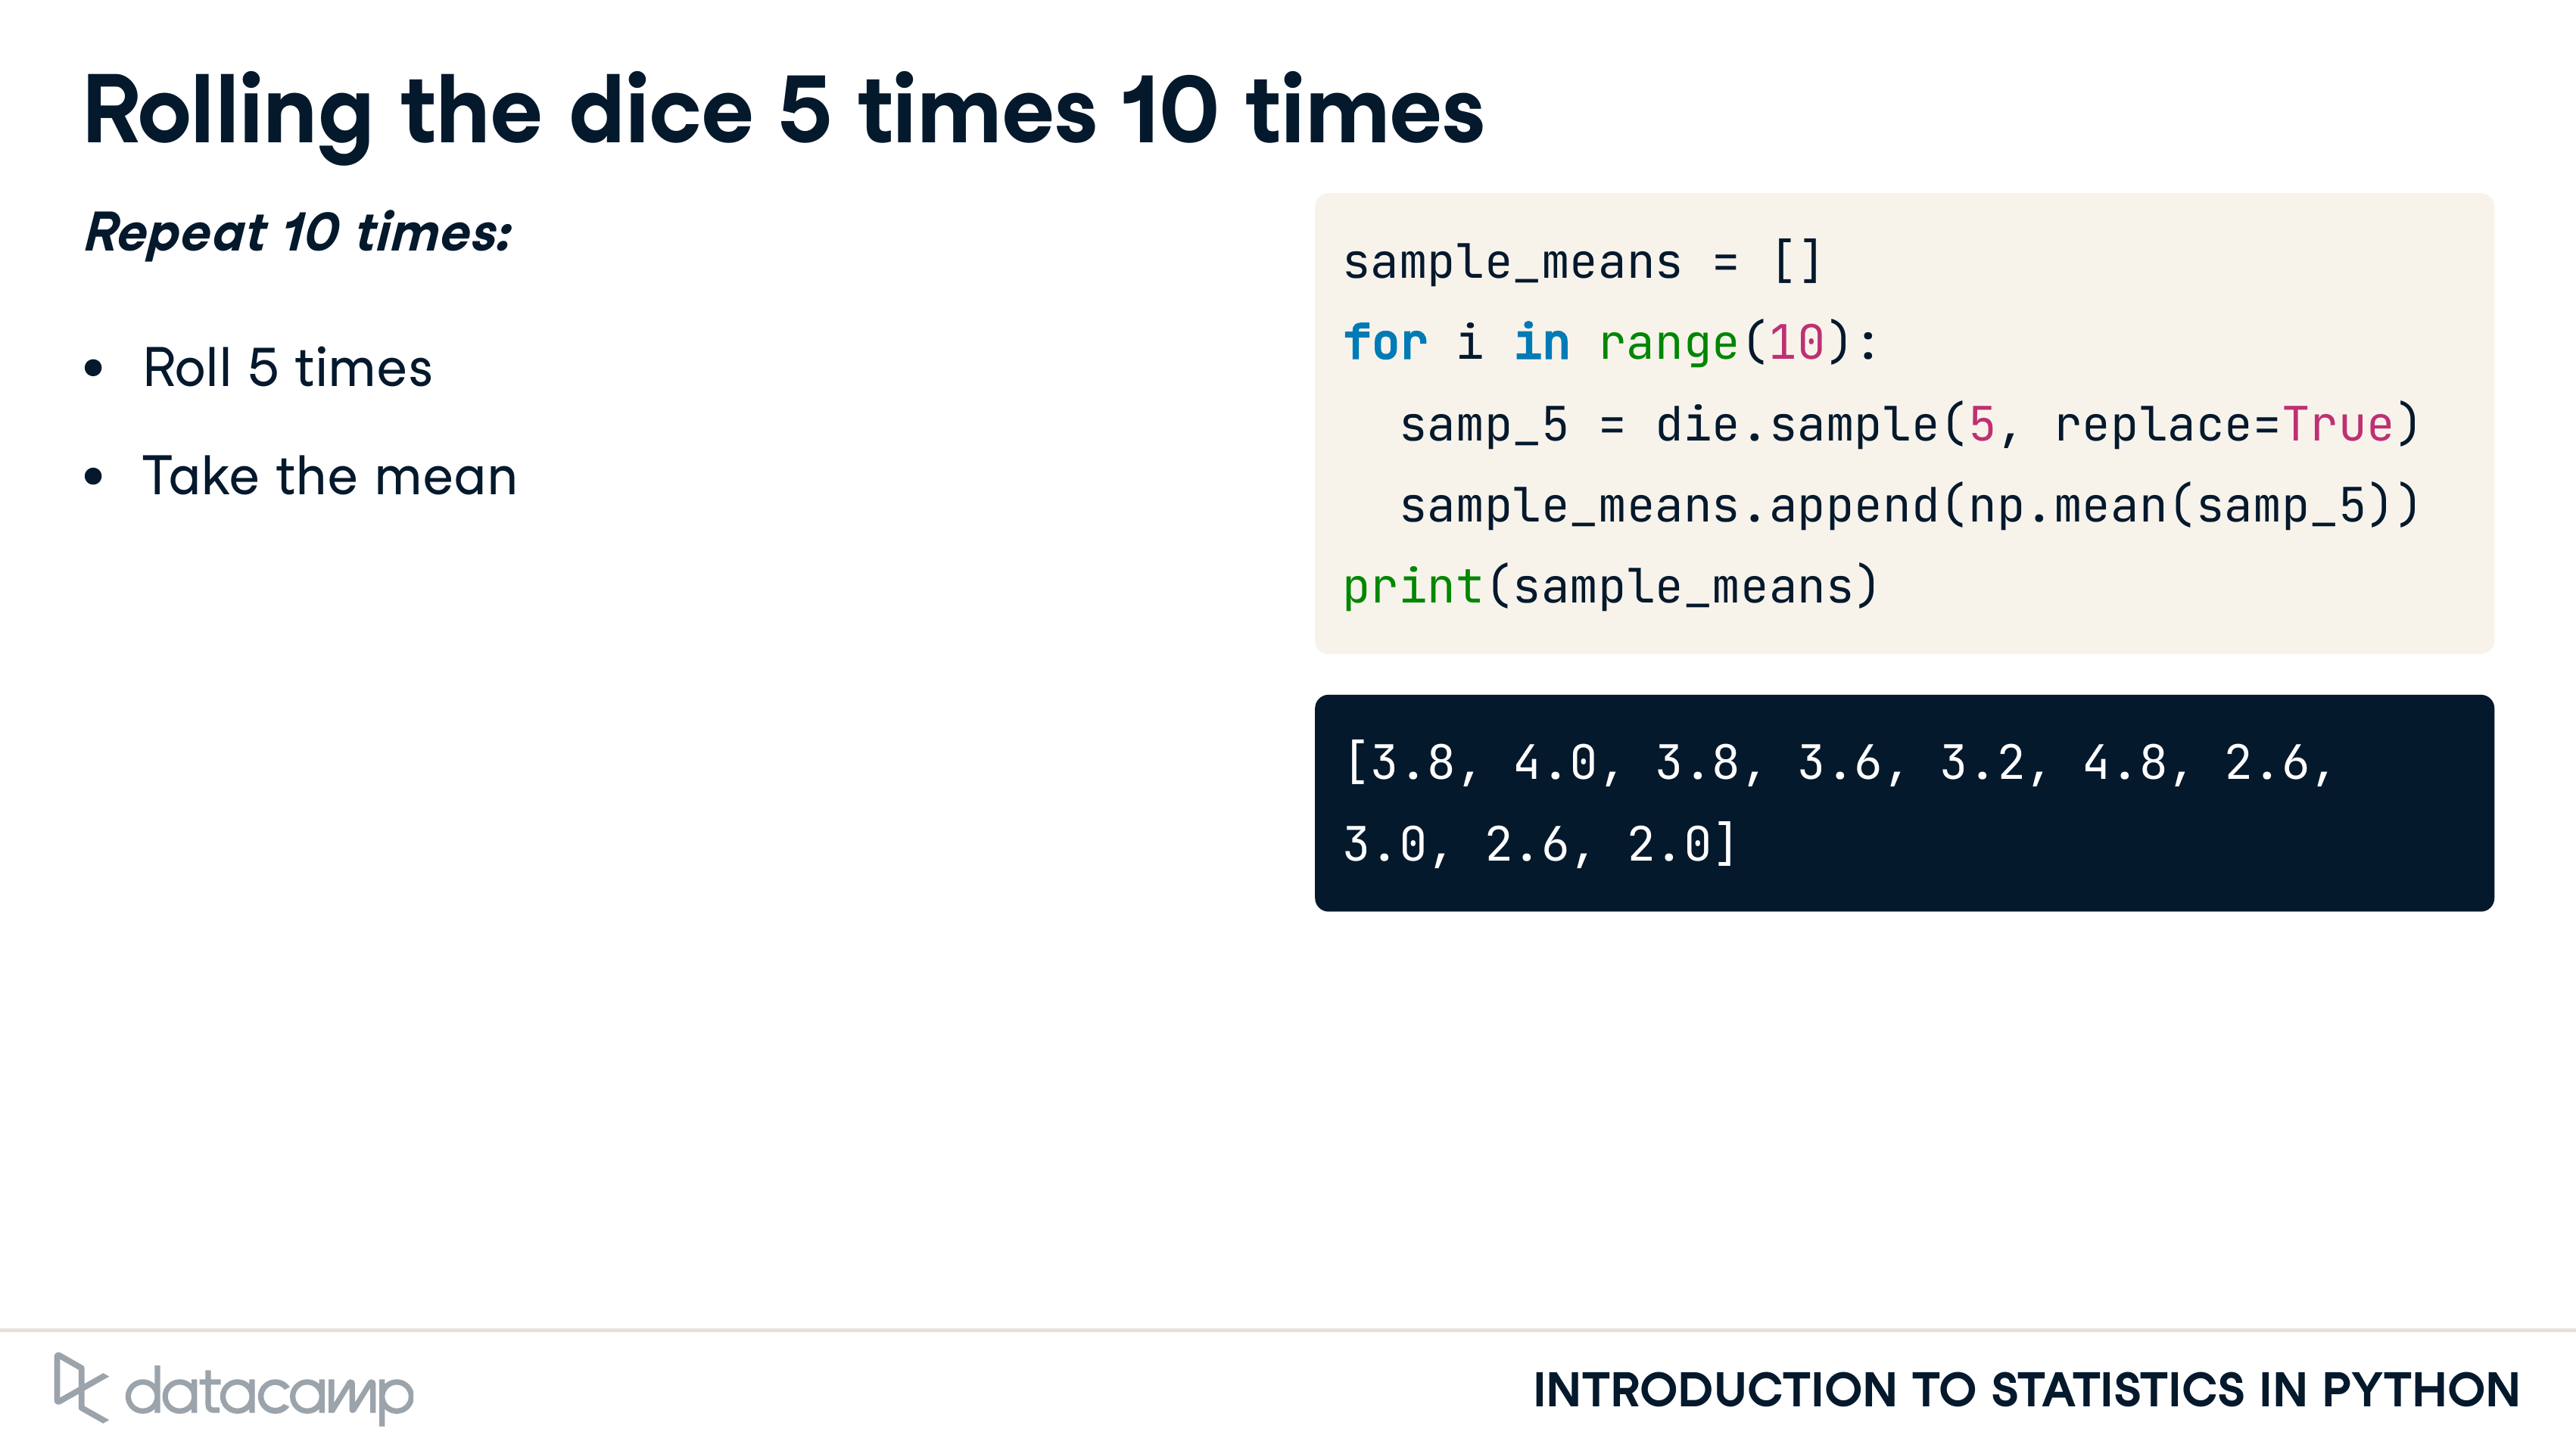 Rolling the dice 5 times 10 times
Repeat 10 times:
• Roll 5 times
• Take the mean
sample_means = []
for i in range(10):
  samp_5 = die.sample(5, replace=True)
  sample_means.append(np.mean(samp_5))
print(sample_means)
[3.8, 4.0, 3.8, 3.6, 3.2, 4.8, 2.6,
3.0, 2.6, 2.0]
datacamp
INTRODUCTION TO STATISTICS IN PYTHON